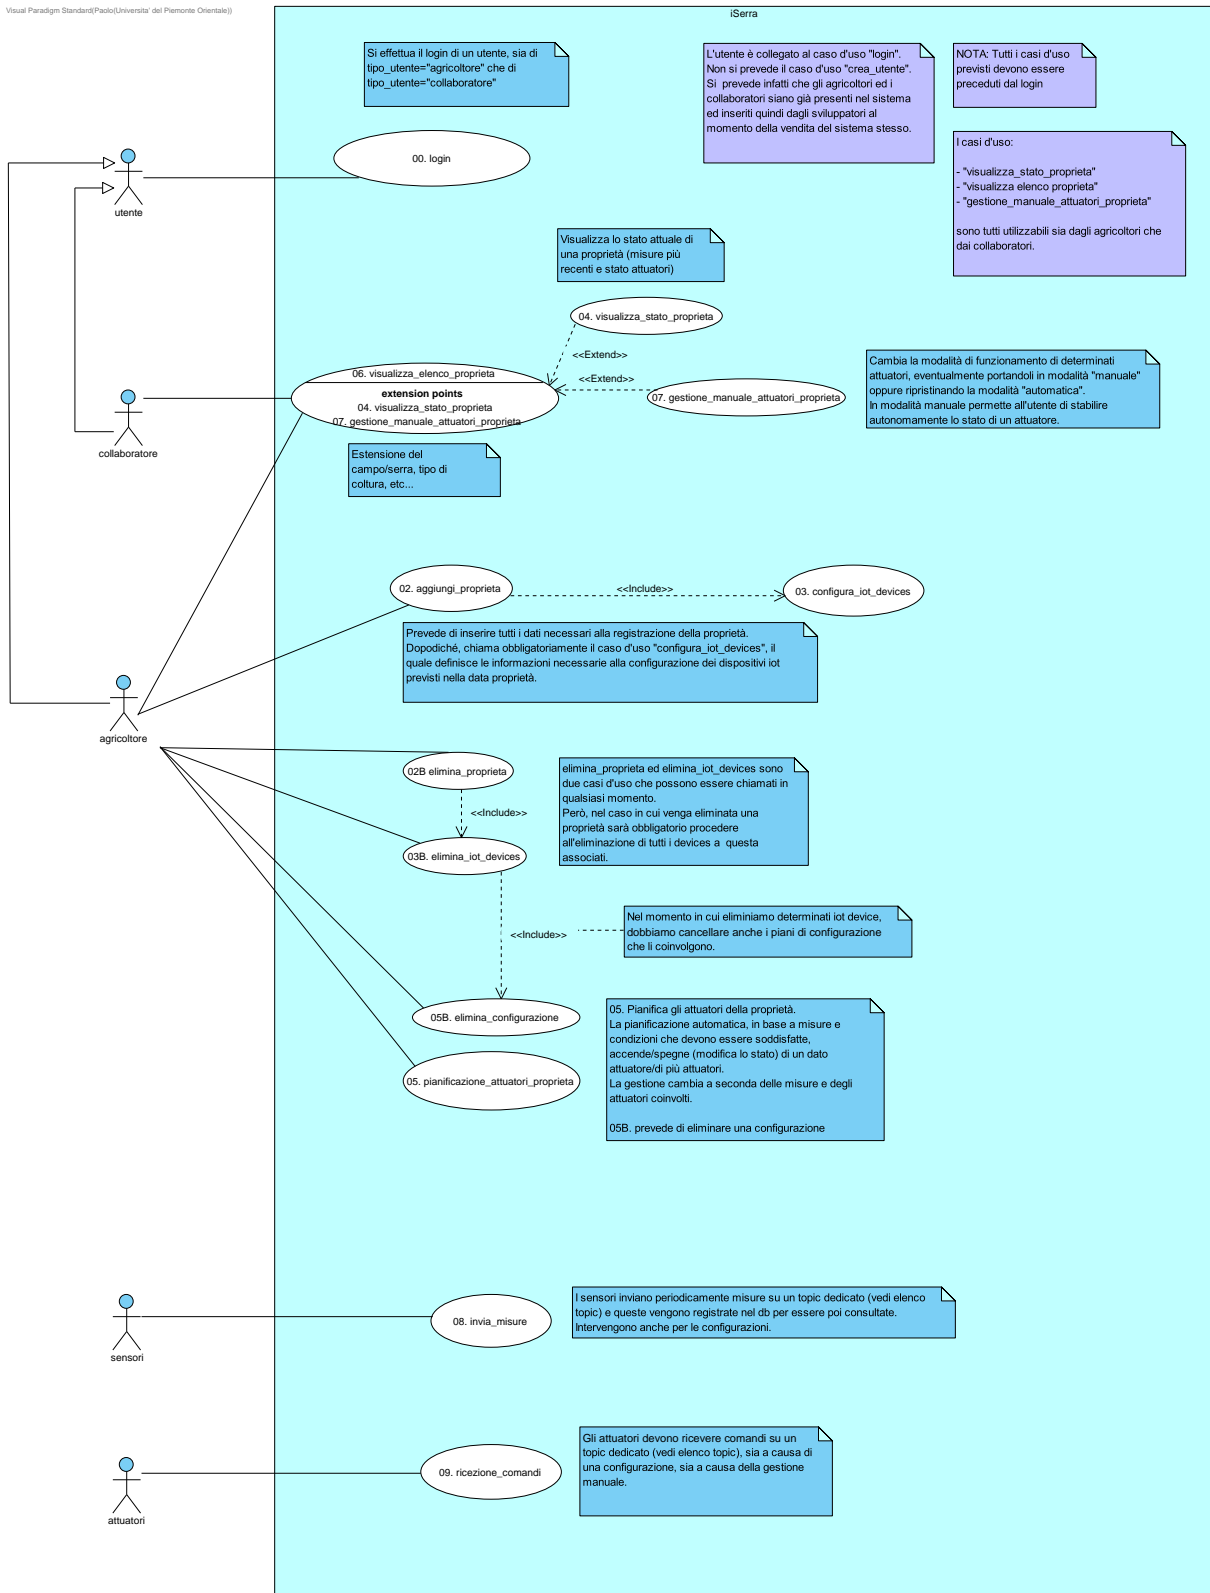 Visual Paradigm Standard(Paolo(Universita' del Piemonte Orientale))
iSerra
Si effettua il login di un utente, sia di
tipo_utente="agricoltore" che di
tipo_utente="collaboratore"
L'utente è collegato al caso d'uso "login".
Non si prevede il caso d'uso "crea_utente".
Si  prevede infatti che gli agricoltori ed i
collaboratori siano già presenti nel sistema
ed inseriti quindi dagli sviluppatori al
momento della vendita del sistema stesso.
NOTA: Tutti i casi d'uso
previsti devono essere
preceduti dal login
I casi d'uso:
- "visualizza_stato_proprieta"
- "visualizza elenco proprieta"
- "gestione_manuale_attuatori_proprieta"
sono tutti utilizzabili sia dagli agricoltori che
dai collaboratori.
00. login
utente
Visualizza lo stato attuale di
una proprietà (misure più
recenti e stato attuatori)
04. visualizza_stato_proprieta
<<Extend>>
<<Extend>>
06. visualizza_elenco_proprieta
extension points
04. visualizza_stato_proprieta
07. gestione_manuale_attuatori_proprieta
07. gestione_manuale_attuatori_proprieta
Cambia la modalità di funzionamento di determinati
attuatori, eventualmente portandoli in modalità "manuale"
oppure ripristinando la modalità "automatica".
In modalità manuale permette all'utente di stabilire
autonomamente lo stato di un attuatore.
collaboratore
Estensione del
campo/serra, tipo di
coltura, etc...
02. aggiungi_proprieta
<<Include>>
03. configura_iot_devices
Prevede di inserire tutti i dati necessari alla registrazione della proprietà.
Dopodiché, chiama obbligatoriamente il caso d'uso "configura_iot_devices", il
quale definisce le informazioni necessarie alla configurazione dei dispositivi iot
previsti nella data proprietà.
agricoltore
02B elimina_proprieta
<<Include>>
03B. elimina_iot_devices
elimina_proprieta ed elimina_iot_devices sono
due casi d'uso che possono essere chiamati in
qualsiasi momento.
Però, nel caso in cui venga eliminata una
proprietà sarà obbligatorio procedere
all'eliminazione di tutti i devices a  questa
associati.
<<Include>>
Nel momento in cui eliminiamo determinati iot device,
dobbiamo cancellare anche i piani di configurazione
che li coinvolgono.
05B. elimina_configurazione
05. pianificazione_attuatori_proprieta
05. Pianifica gli attuatori della proprietà.
La pianificazione automatica, in base a misure e
condizioni che devono essere soddisfatte,
accende/spegne (modifica lo stato) di un dato
attuatore/di più attuatori.
La gestione cambia a seconda delle misure e degli
attuatori coinvolti.
05B. prevede di eliminare una configurazione
sensori
08. invia_misure
I sensori inviano periodicamente misure su un topic dedicato (vedi elenco
topic) e queste vengono registrate nel db per essere poi consultate.
Intervengono anche per le configurazioni.
attuatori
09. ricezione_comandi
Gli attuatori devono ricevere comandi su un
topic dedicato (vedi elenco topic), sia a causa di
una configurazione, sia a causa della gestione
manuale.